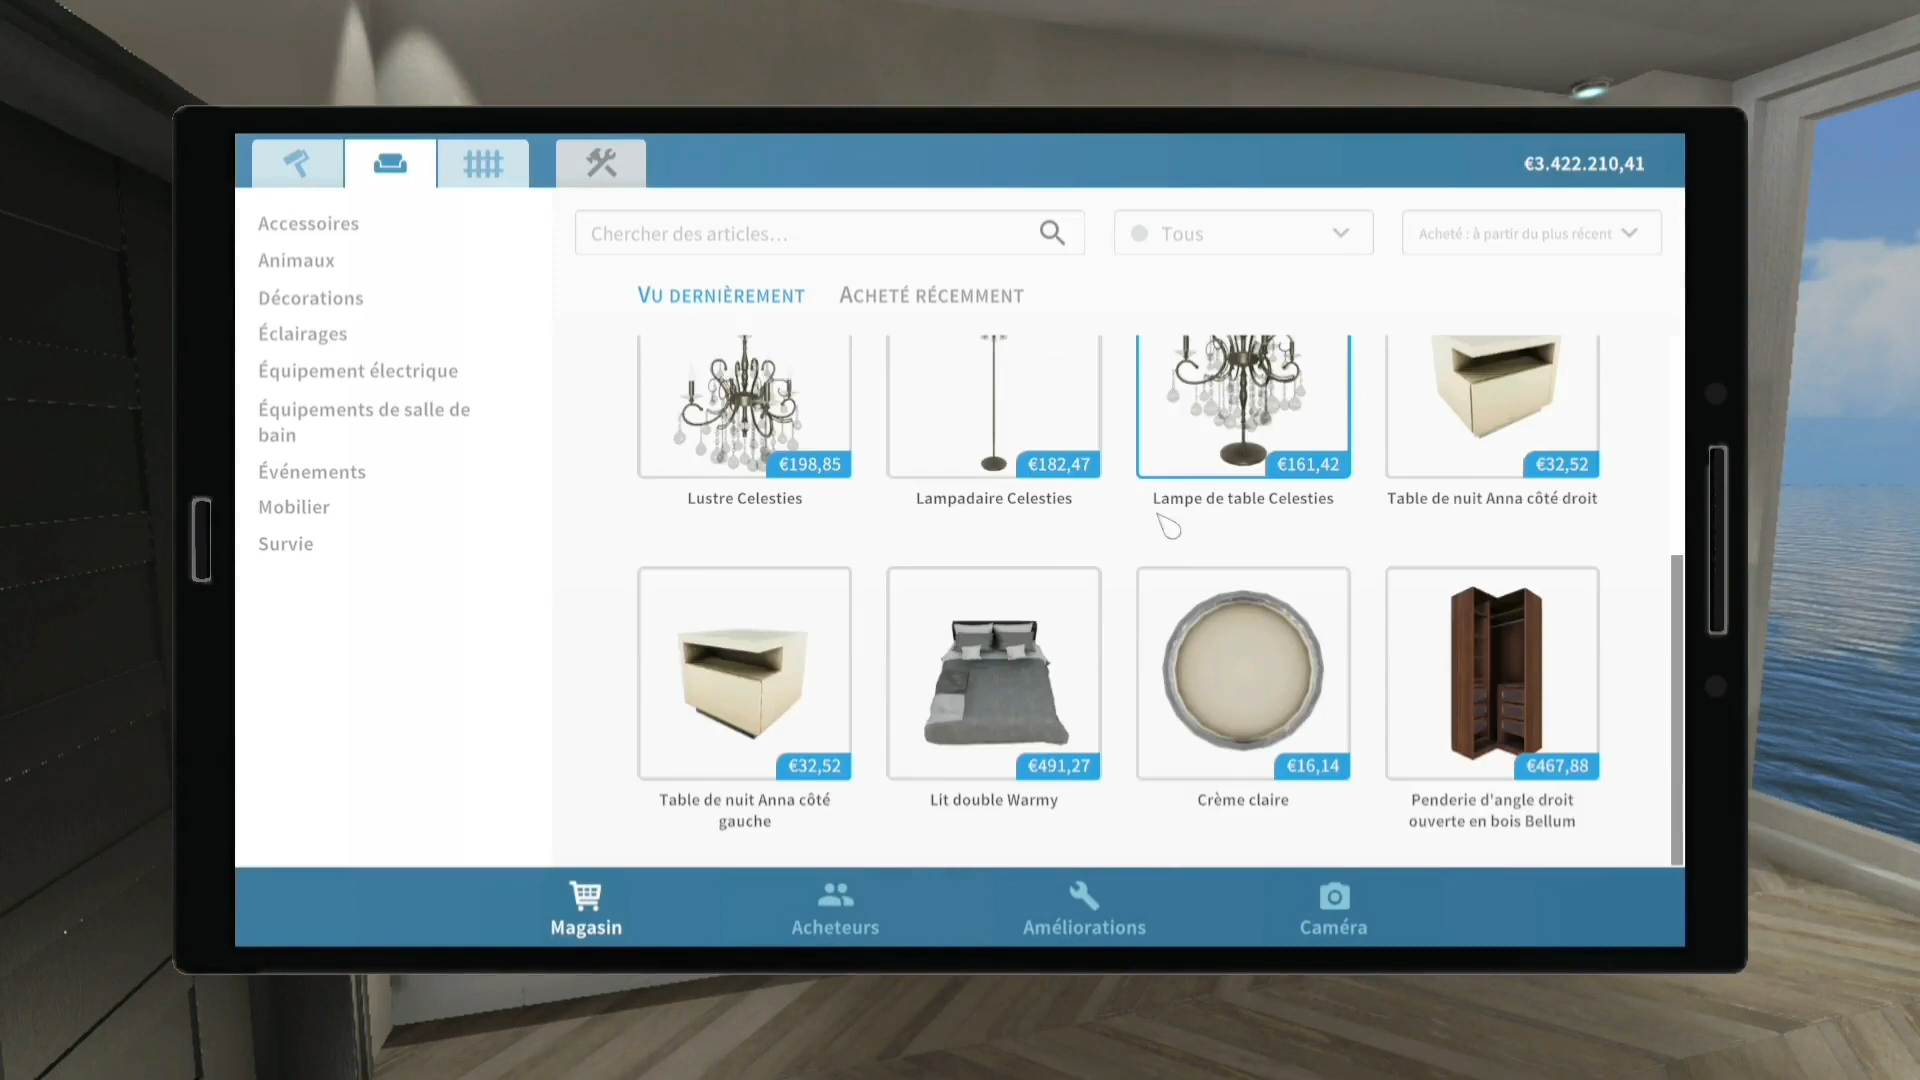 €3.422.210,41
Chercher des articles...
Tous
Acheté : à partir du plus récent
Accessoires
Animaux
Décorations
Éclairages
Équipement électrique
Équipements de salle de
bain
Événements
Mobilier
Survie
VU DERNIÈREMENT
ACHETÉ RÉCEMMENT
€198,85
€182,47
€161,42
€32,52
Lustre Celesties
Lampadaire Celesties
Lampe de table Celesties
Table de nuit Anna côté droit
€32,52
€491,27
€16,14
€467,88
Table de nuit Anna côté
gauche
Lit double Warmy
Crème claire
Penderie d'angle droit
ouverte en bois Bellum
Magasin
Acheteurs
Améliorations
Caméra